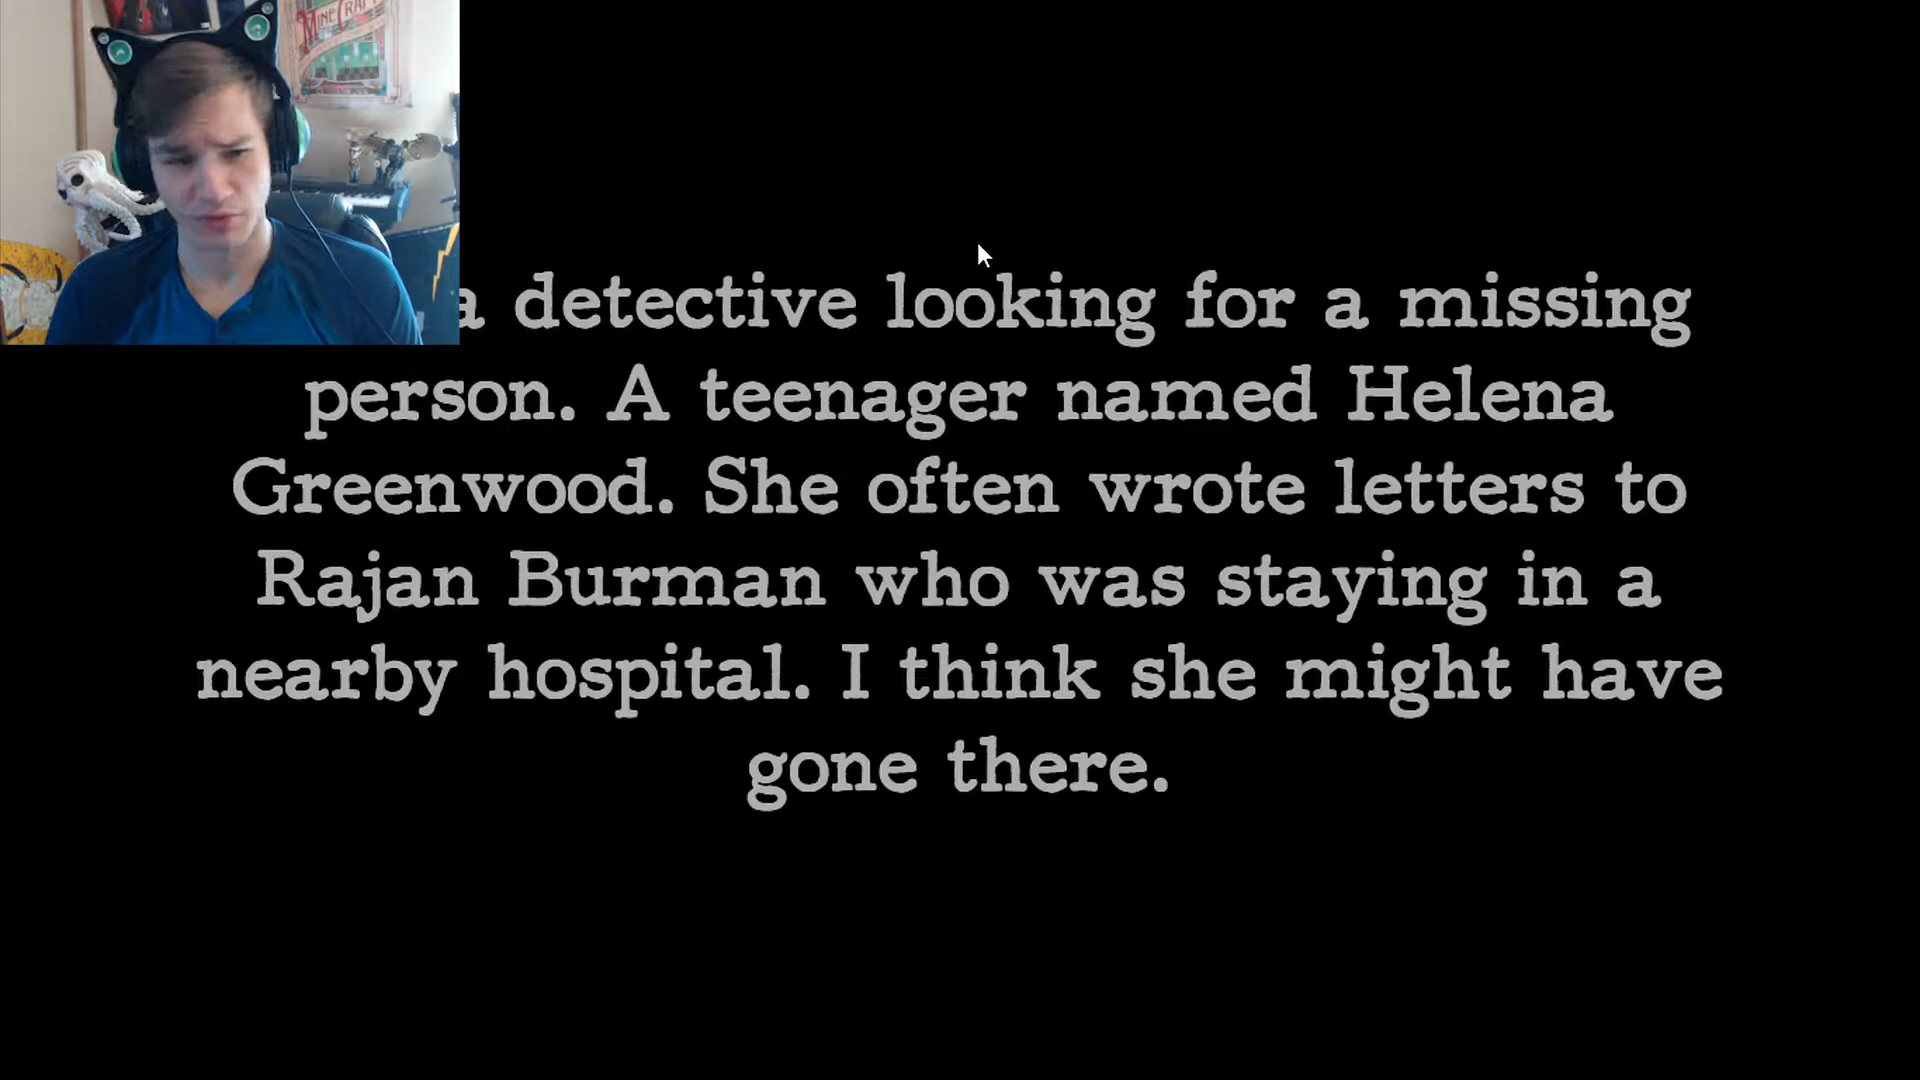 MINECRAFT
a detective looking for a missing
person. A teenager named Helena
Greenwood. She often wrote letters to
Rajan Burman who was staying in a
nearby hospital. I think she might have
gone there.